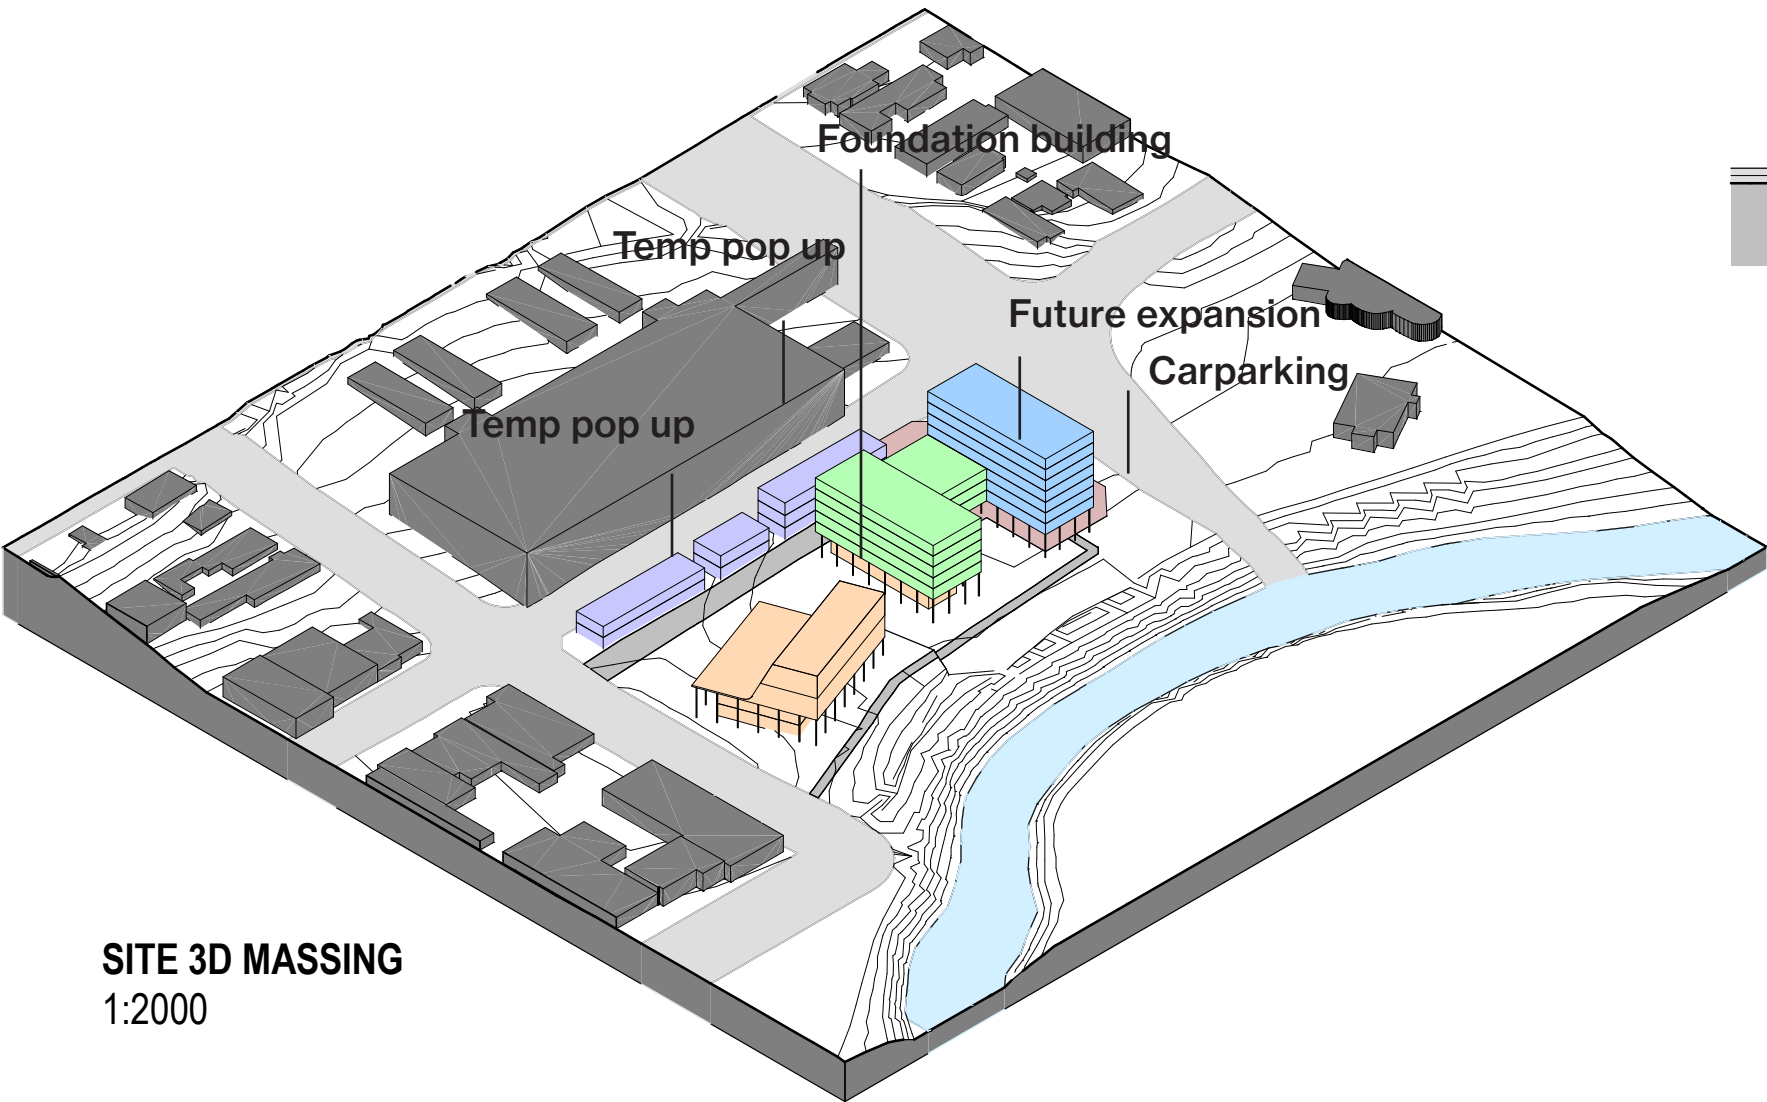 Foundation building
Temp pop up
Future expansion
Carparking
Temp pop up
SITE 3D MASSING
1:2000